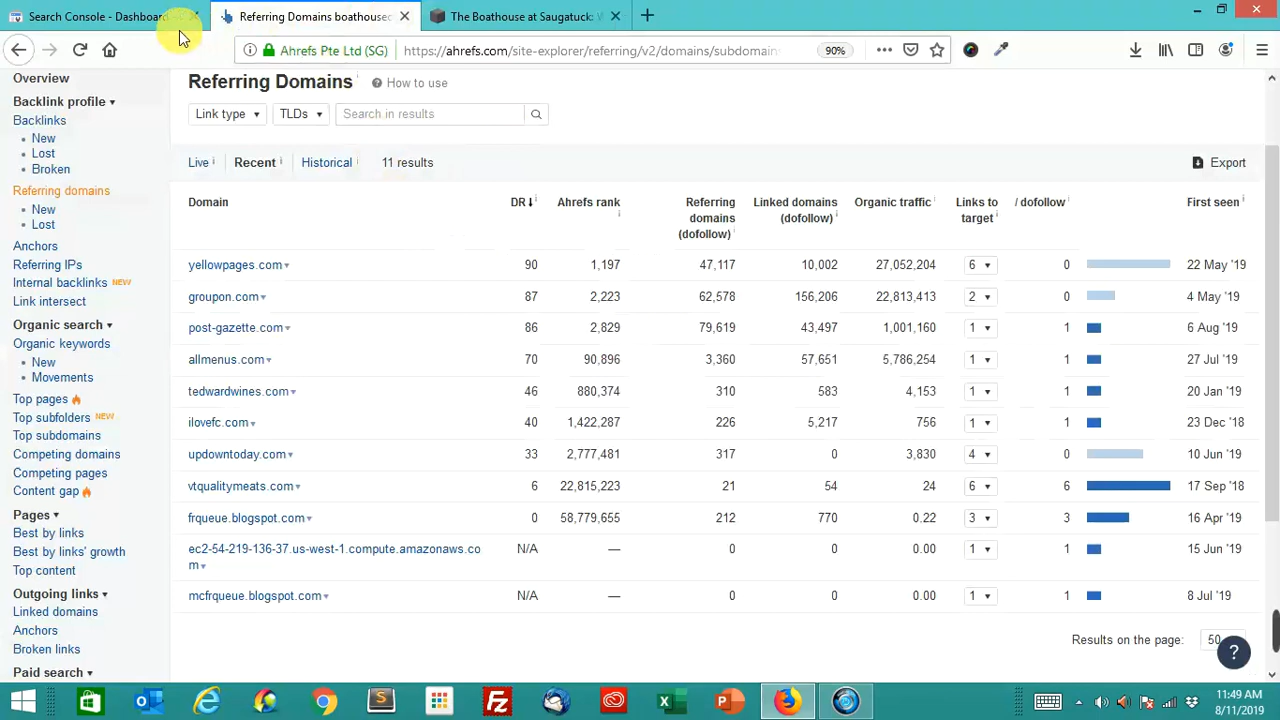 Search Console - Dashboard
Referring Domains boathousec
The Boathouse at Saugatuck:
Ahrefs Pte Ltd (SG)
https://ahrefs.com/site-explorer/referring/v2/domains/subdomain
90%
Overview
Backlink profile
Backlinks
New
Lost
Broken
Referring domains
New
Lost
Anchors
Referring IPs
Internal backlinks NEW
Link intersect
Organic search
Organic keywords
New
Movements
Top pages
Top subfolders NEW
Top subdomains
Competing domains
Competing pages
Content gap
Pages
Best by links
Best by links' growth
Top content
Outgoing links
Linked domains
Anchors
Broken links
Paid search
Referring Domains
How to use
Link type
TLDs
Search in results
Live Recent Historical 11 results
Export
Domain DR Ahrefs rank Referring domains (dofollow) Linked domains (dofollow) Organic traffic Links to target / dofollow First seen
yellowpages.com 90 1,197 47,117 10,002 27,052,204 6 0 22 May '19
groupon.com 87 2,223 62,578 156,206 22,813,413 2 0 4 May '19
post-gazette.com 86 2,829 79,619 43,497 1,001,160 1 1 6 Aug '19
allmenus.com 70 90,896 3,360 57,651 5,786,254 1 1 27 Jul '19
tedwardwines.com 46 880,374 310 583 4,153 1 1 20 Jan '19
ilovefc.com 40 1,422,287 226 5,217 756 1 1 23 Dec '18
updowntoday.com 33 2,777,481 317 0 3,830 4 0 10 Jun '19
vtqualitymeats.com 6 22,815,223 21 54 24 6 6 17 Sep '18
frqueue.blogspot.com 0 58,779,655 212 770 0.22 3 3 16 Apr '19
ec2-54-219-136-37.us-west-1.compute.amazonaws.co N/A — 0 0 0.00 1 1 15 Jun '19
m
mcfrqueue.blogspot.com N/A — 0 0 0.00 1 1 8 Jul '19
Results on the page: 50
?
11:49 AM
8/11/2019